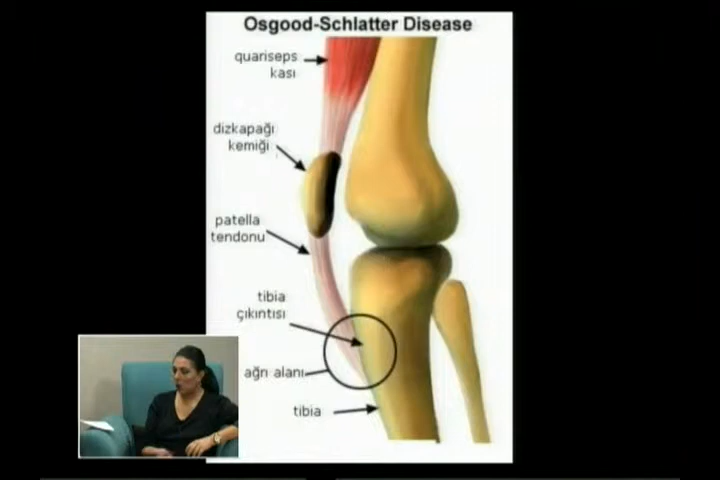 Osgood-Schlatter Disease
quariseps
kası
dizkapağı
kemiği
patella
tendonu
tibia
çıkıntısı
ağrı alanı
tibia